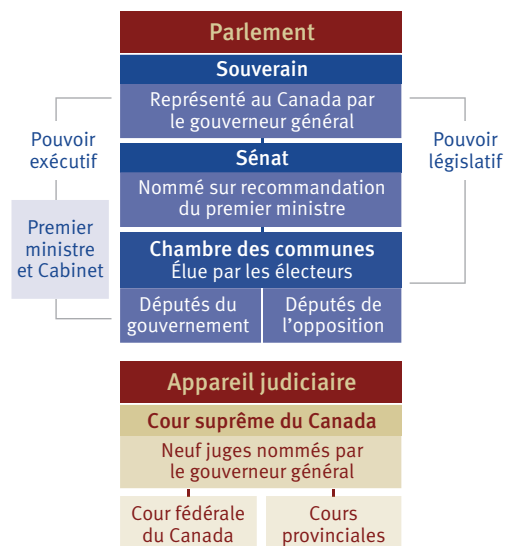 Parlement
Souverain
Représenté au Canada par
le gouverneur général
Pouvoir
exécutif
Pouvoir
législatif
Sénat
Nommé sur recommandation
du premier ministre
Premier
ministre
et Cabinet
Chambre des communes
Élue par les électeurs
Députés du
gouvernement
Députés de
l'opposition
Appareil judiciaire
Cour suprême du Canada
Neuf juges nommés par
le gouverneur général
Cour fédérale
du Canada
Cours
provinciales